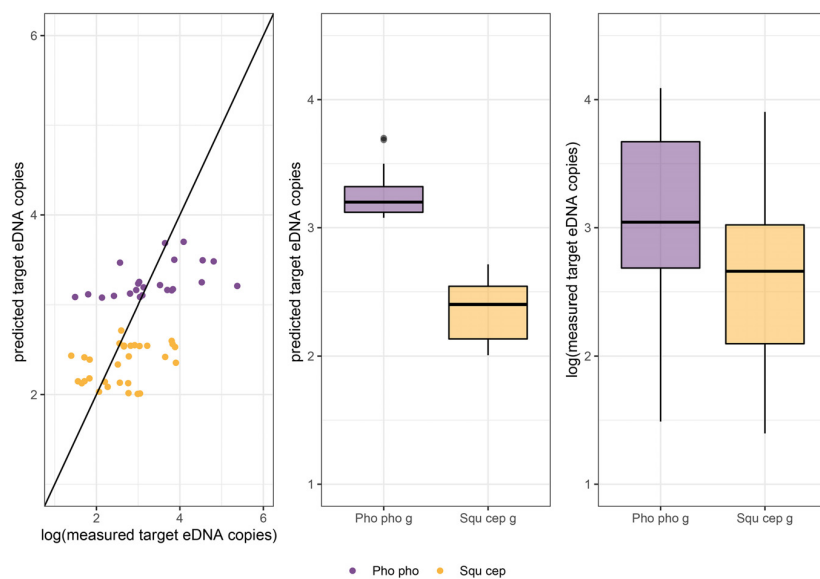 predicted target eDNA copies
6
4
2
2 4 6
log(measured target eDNA copies)
predicted target eDNA copies
4
3
2
1
Pho pho g Squ cep g
log(measured target eDNA copies)
4
3
2
1
Pho pho g Squ cep g
Pho pho Squ cep